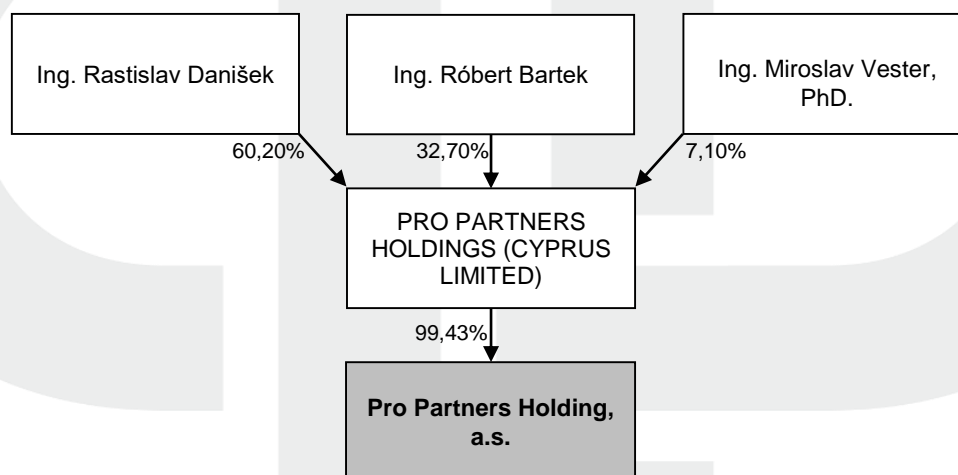 Ing. Rastislav Danišek
Ing. Róbert Bartek
Ing. Miroslav Vester,
PhD.
60,20%
32,70%
7,10%
PRO PARTNERS
HOLDINGS (CYPRUS
LIMITED)
99,43%
Pro Partners Holding,
a.s.